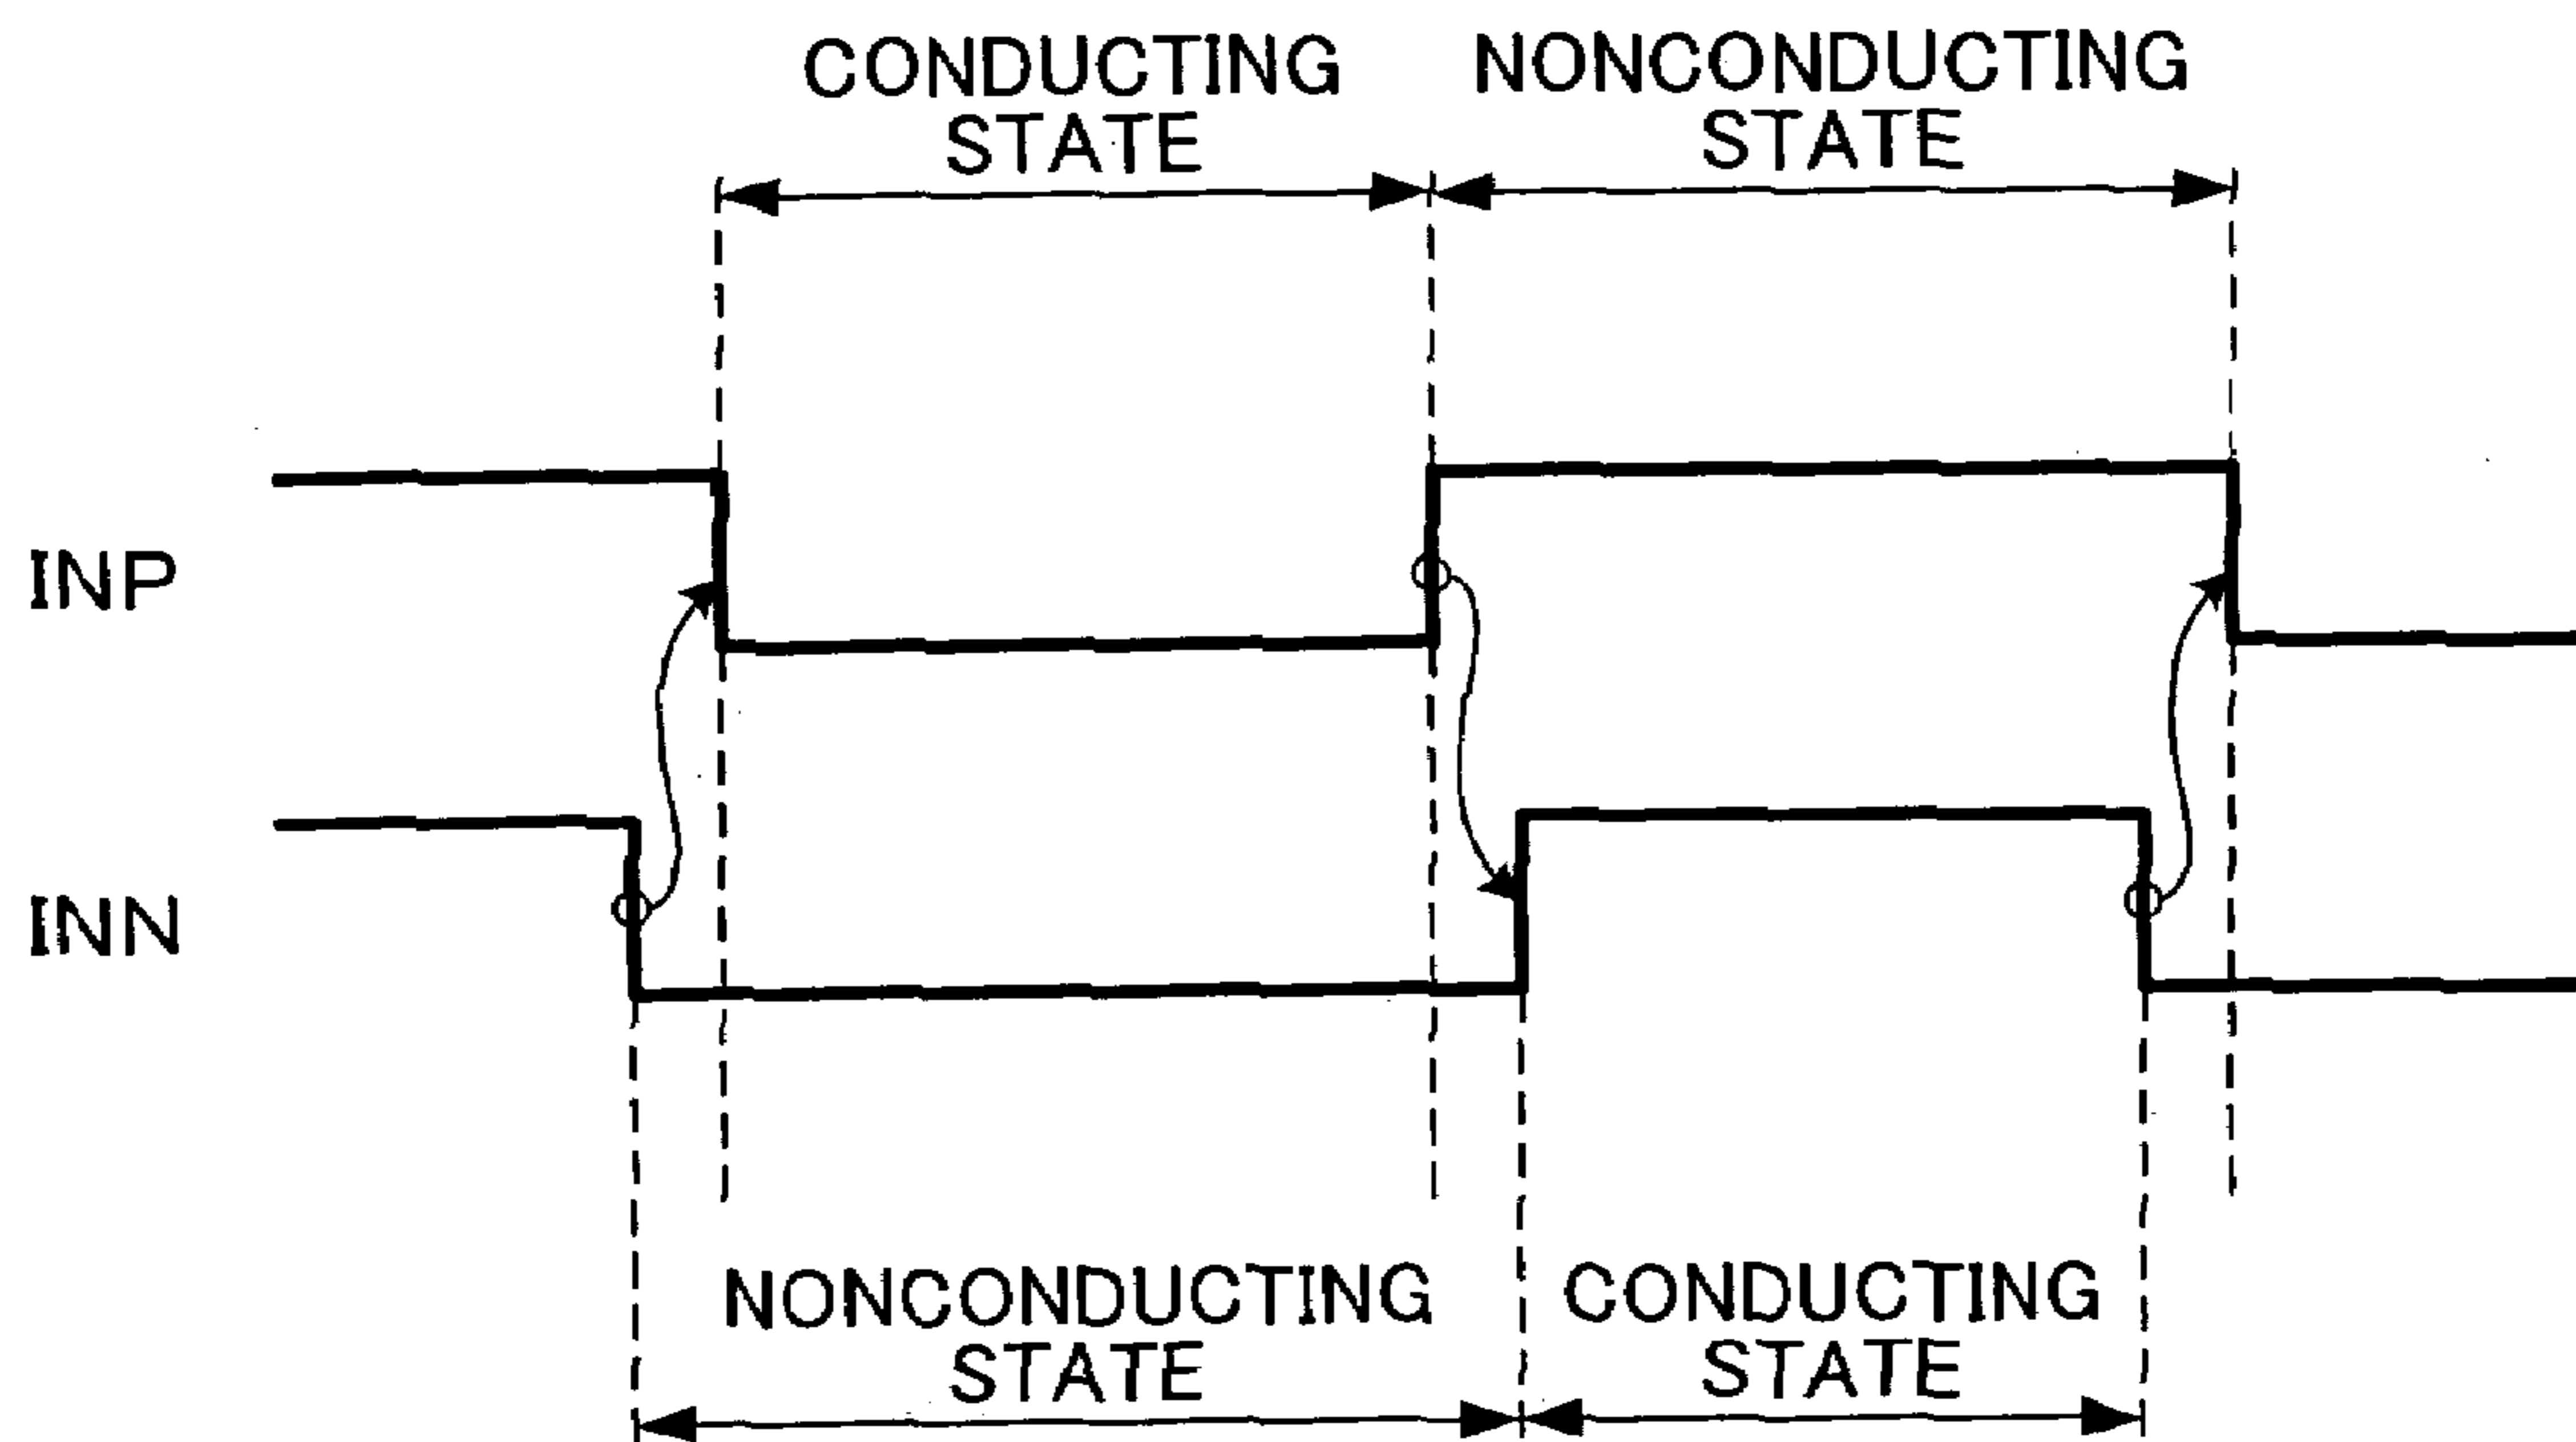 CONDUCTING
STATE
NONCONDUCTING
STATE
INP
INN
NONCONDUCTING
STATE
CONDUCTING
STATE